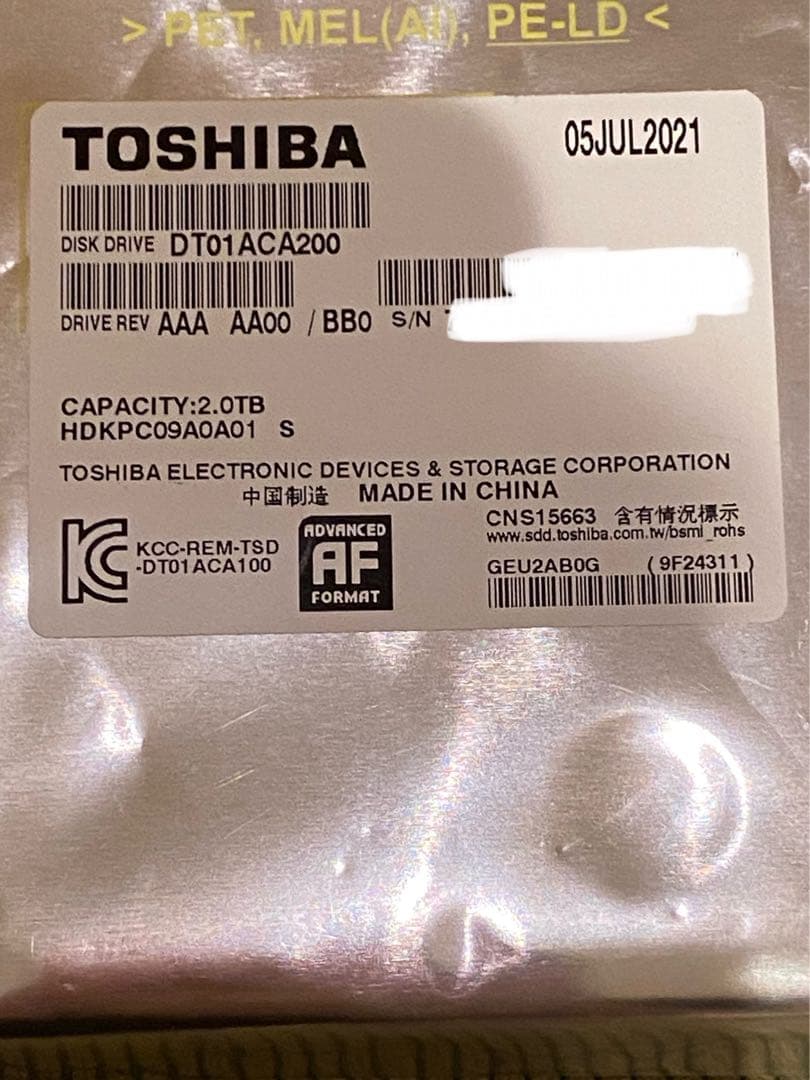 > PET, MEL(Al), PE-LD <
TOSHIBA
05JUL2021
DISK DRIVE DT01ACA200
DRIVE REV AAA AA00 / BB0 S/N
CAPACITY:2.0TB
HDKPC09A0A01 S
TOSHIBA ELECTRONIC DEVICES & STORAGE CORPORATION
中国制造 MADE IN CHINA
KCC-REM-TSD
-DT01ACA100
ADVANCED
AF
FORMAT
CNS15663 含有情況標示
www.sdd.toshiba.com.tw/bsmi_rohs
GEU2AB0G (9F24311)